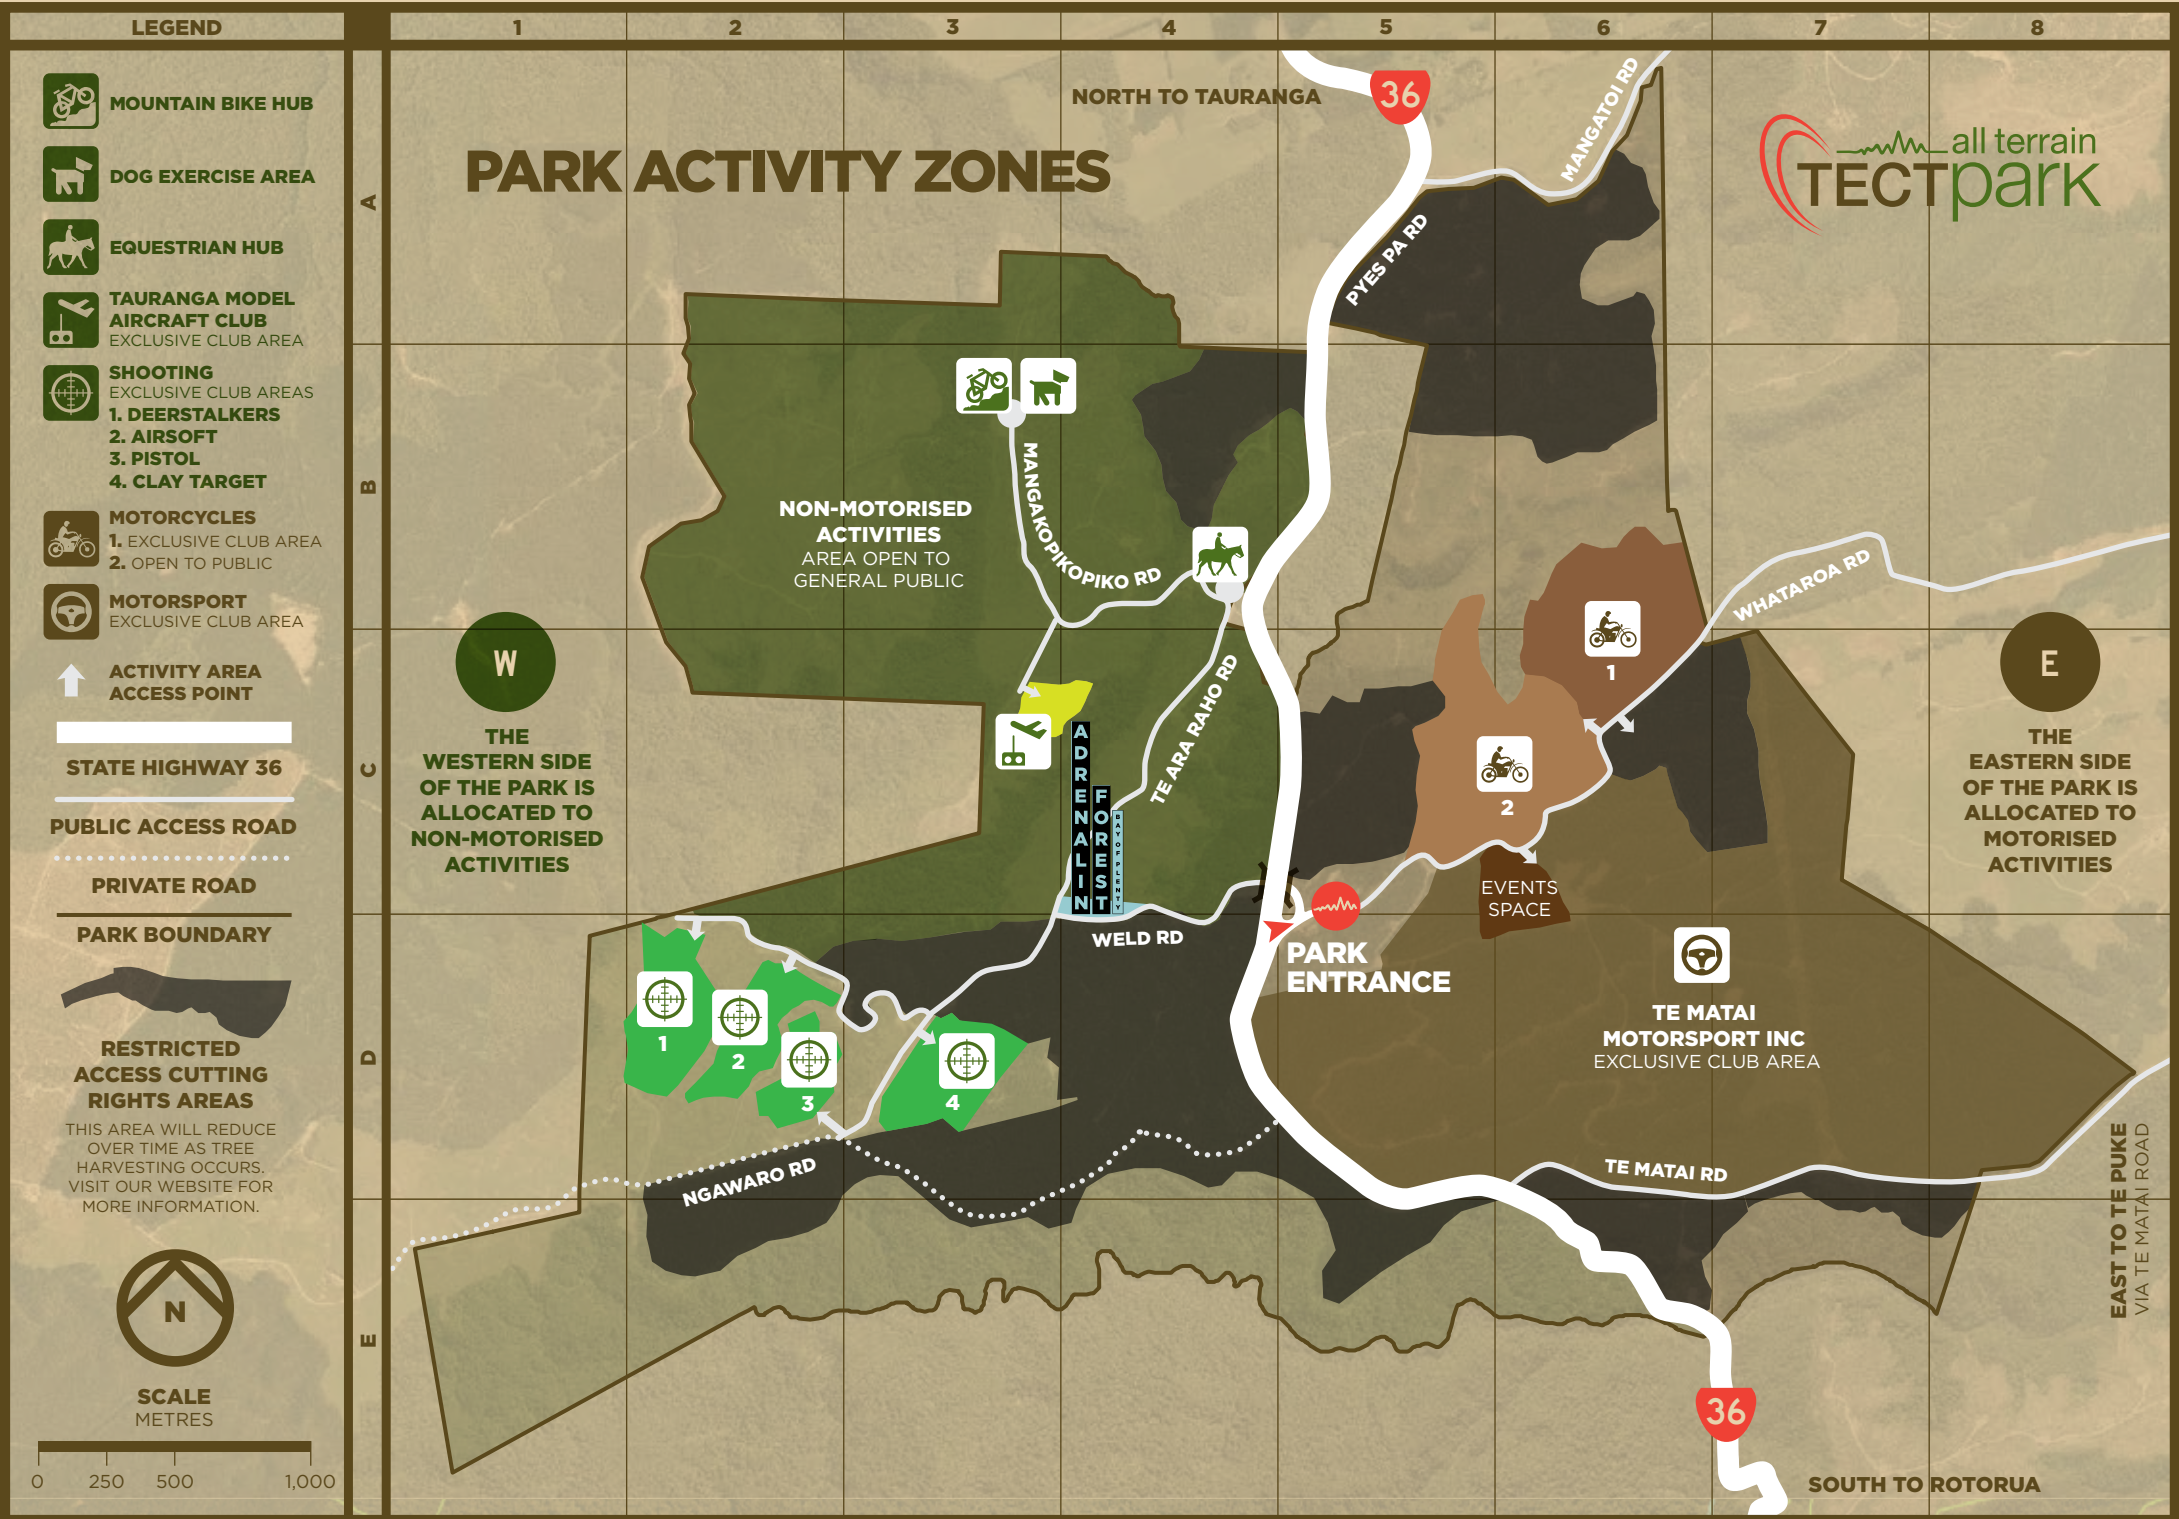 LEGEND
1 2 3 4 5 6 7 8
A
B
C
D
E
MOUNTAIN BIKE HUB
DOG EXERCISE AREA
EQUESTRIAN HUB
TAURANGA MODEL
AIRCRAFT CLUB
EXCLUSIVE CLUB AREA
SHOOTING
EXCLUSIVE CLUB AREAS
1. DEERSTALKERS
2. AIRSOFT
3. PISTOL
4. CLAY TARGET
MOTORCYCLES
1. EXCLUSIVE CLUB AREA
2. OPEN TO PUBLIC
MOTORSPORT
EXCLUSIVE CLUB AREA
ACTIVITY AREA
ACCESS POINT
STATE HIGHWAY 36
PUBLIC ACCESS ROAD
PRIVATE ROAD
PARK BOUNDARY
RESTRICTED
ACCESS CUTTING
RIGHTS AREAS
THIS AREA WILL REDUCE
OVER TIME AS TREE
HARVESTING OCCURS.
VISIT OUR WEBSITE FOR
MORE INFORMATION.
N
SCALE
METRES
0 250 500 1,000
PARK ACTIVITY ZONES
NORTH TO TAURANGA
36
MANGATOI RD
PYES PA RD
all terrain
TECTpark
NON-MOTORISED
ACTIVITIES
AREA OPEN TO
GENERAL PUBLIC
MANGAKOPIKOPIKO RD
WHATAROA RD
W
THE
WESTERN SIDE
OF THE PARK IS
ALLOCATED TO
NON-MOTORISED
ACTIVITIES
TE ARA RAHO RD
ADRENALIN
FOREST
BAY OF PLENTY
1
2
E
THE
EASTERN SIDE
OF THE PARK IS
ALLOCATED TO
MOTORISED
ACTIVITIES
EVENTS
SPACE
WELD RD
PARK
ENTRANCE
1
2
3
4
NGAWARO RD
TE MATAI
MOTORSPORT INC
EXCLUSIVE CLUB AREA
TE MATAI RD
EAST TO TE PUKE
VIA TE MATAI ROAD
36
SOUTH TO ROTORUA